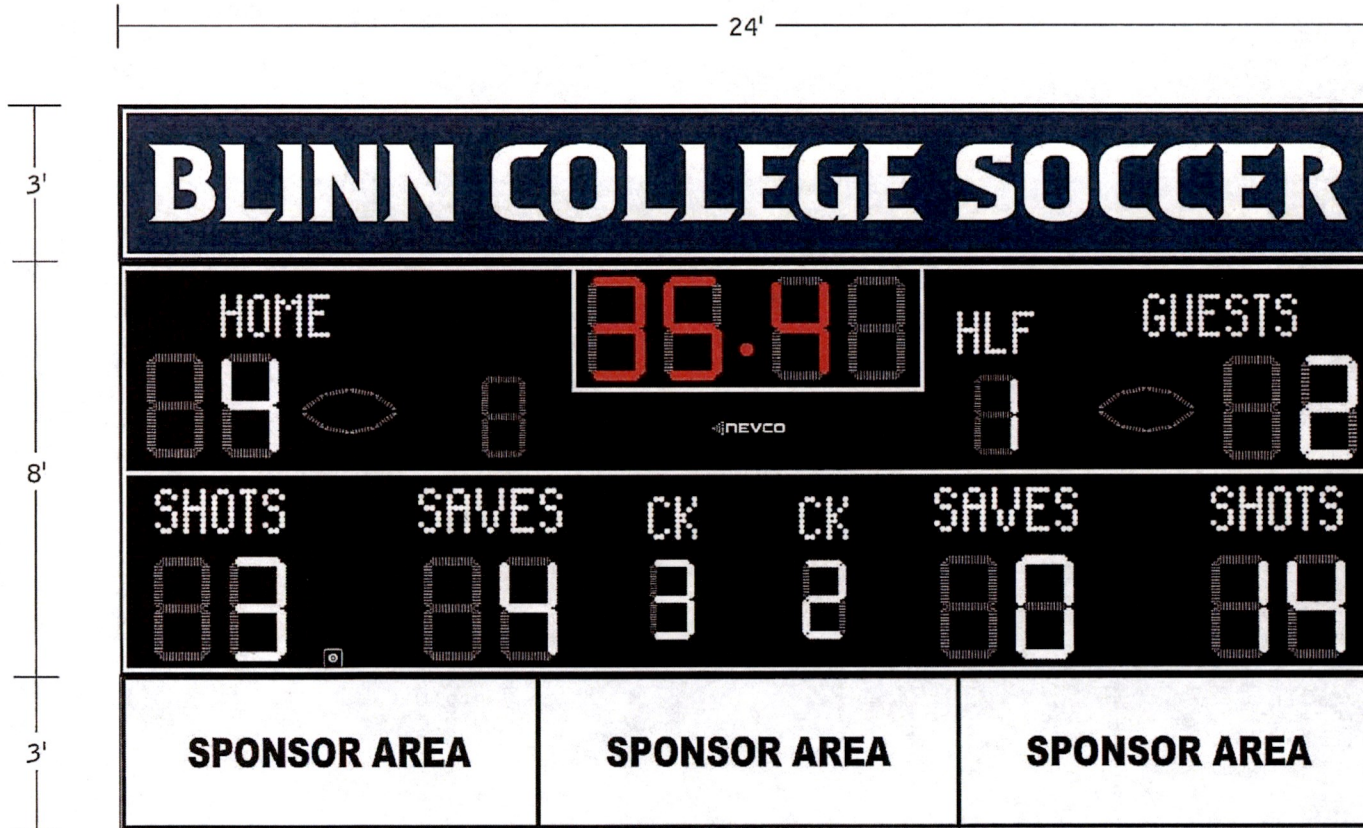 24'
3'
BLINN COLLEGE SOCCER
8'
HOME 35.4 HLF GUESTS
4 1 2
NEVCO
SHOTS SAVES CK CK SAVES SHOTS
3 4 3 2 0 14
3'
SPONSOR AREA SPONSOR AREA SPONSOR AREA